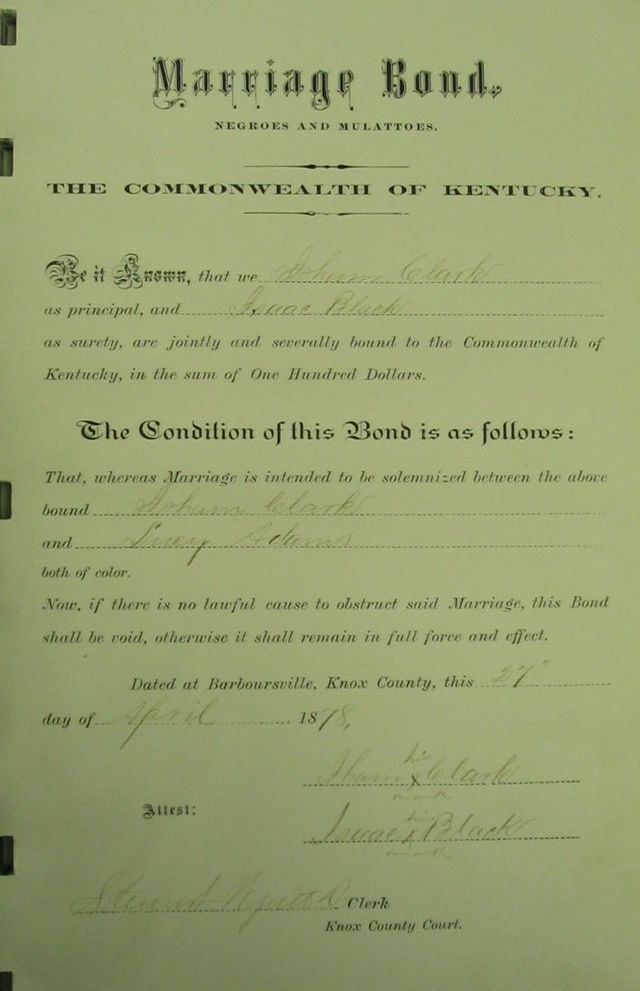 Marriage Bond.
NEGROES AND MULATTOES.
THE COMMONWEALTH OF KENTUCKY.
Be it Known, that we Clark
as principal, and Isaac Black
as surety, are jointly and severally bound to the Commonwealth of
Kentucky, in the sum of One Hundred Dollars.
The Condition of this Bond is as follows:
That, whereas Marriage is intended to be solemnized between the above
bound Clark
and Lucy Adams
both of color.
Now, if there is no lawful cause to obstruct said Marriage, this Bond
shall be void, otherwise it shall remain in full force and effect.
Dated at Barboursville, Knox County, this 27"
day of April 1878,
his
X Clark
mark
Attest:
his
Isaac X Black
mark
Clerk
Knox County Court.